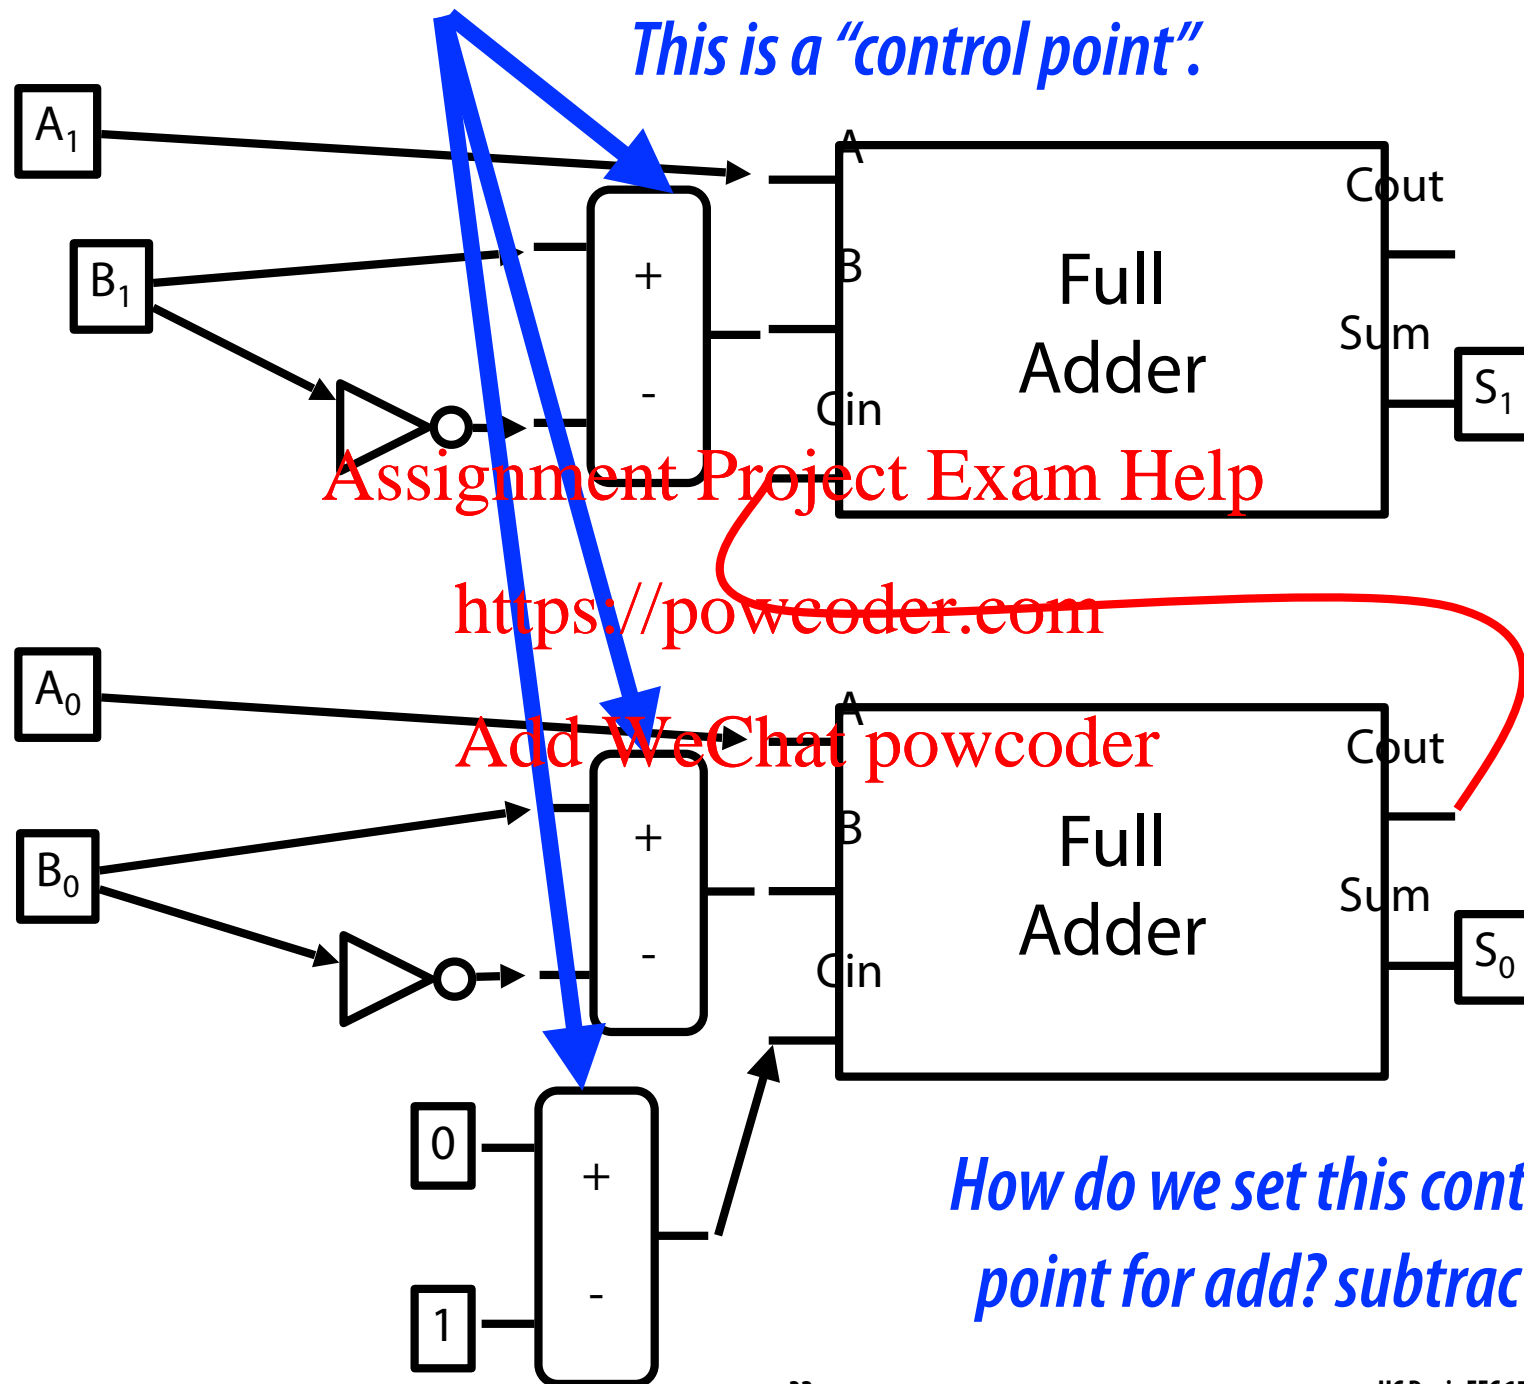 This is a “control point”.
A1
A
Cout
B1
+
B
Full
Adder
Sum
-
Cin
S1
Assignment Project Exam Help
https://powcoder.com
A0
A
Add WeChat powcoder
Cout
+
B
Full
Adder
B0
Sum
-
Cin
S0
0
+
How do we set this cont
point for add? subtrac
-
1